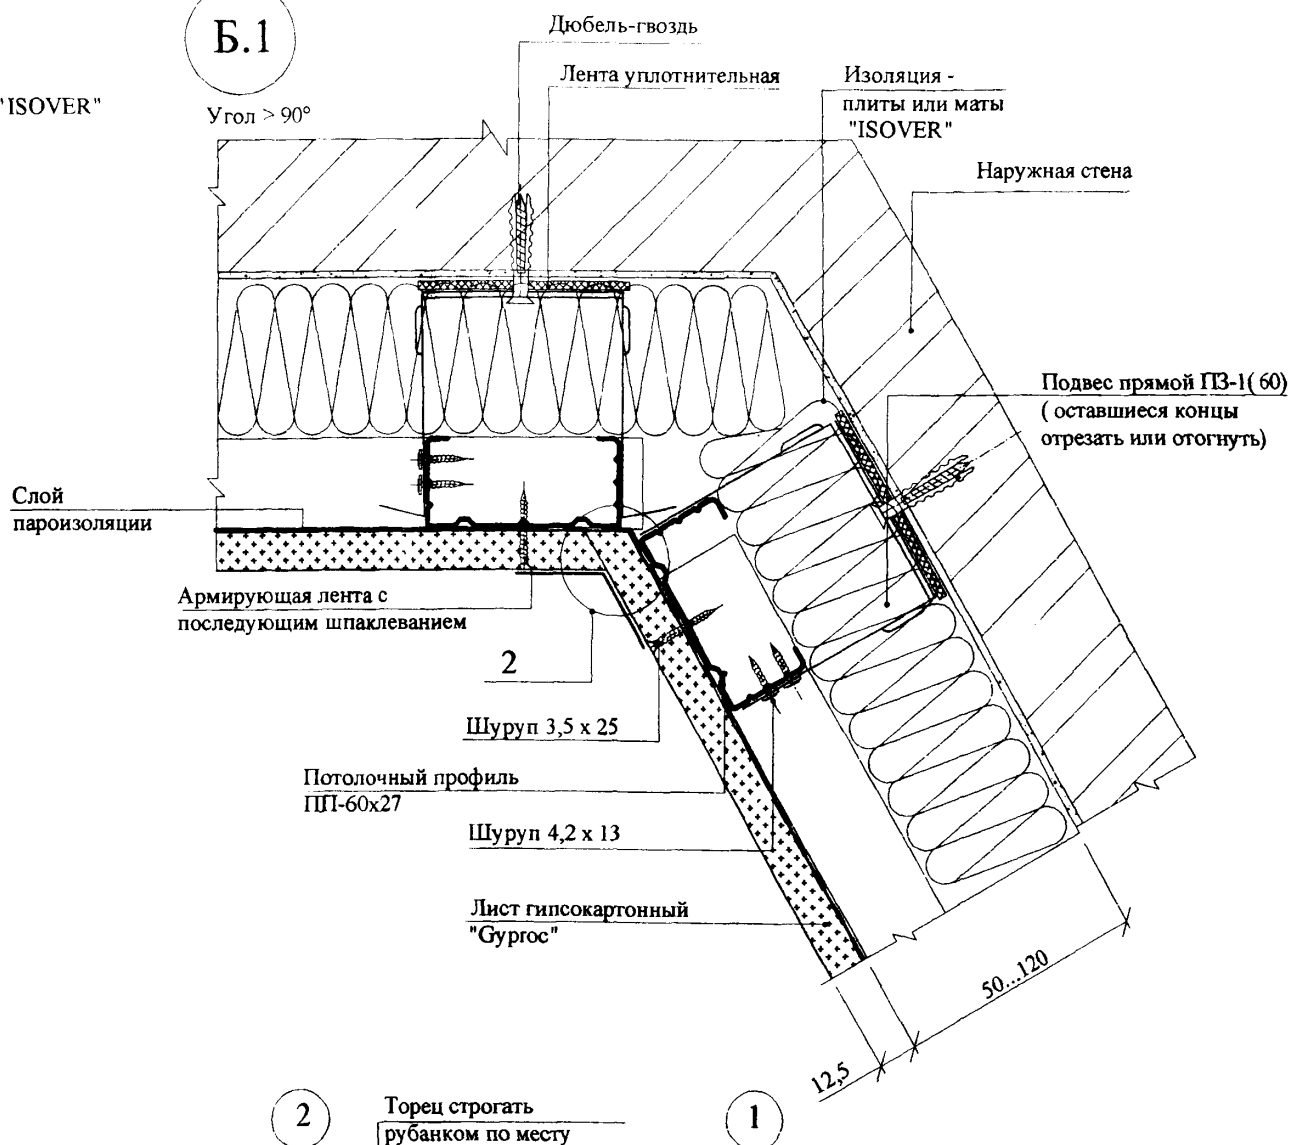 Б.1
"ISOVER"
Угол > 90°
Дюбель-гвоздь
Лента уплотнительная
Изоляция -
плиты или маты
"ISOVER"
Наружная стена
Подвес прямой ПЗ-1( 60)
( оставшиеся концы
отрезать или отогнуть)
Слой
пароизоляции
Армирующая лента с
последующим шпаклеванием
2
Шуруп 3,5 х 25
Потолочный профиль
ПП-60х27
Шуруп 4,2 х 13
Лист гипсокартонный
"Gyproc"
50...120
12,5
2
Торец строгать
рубанком по месту
1